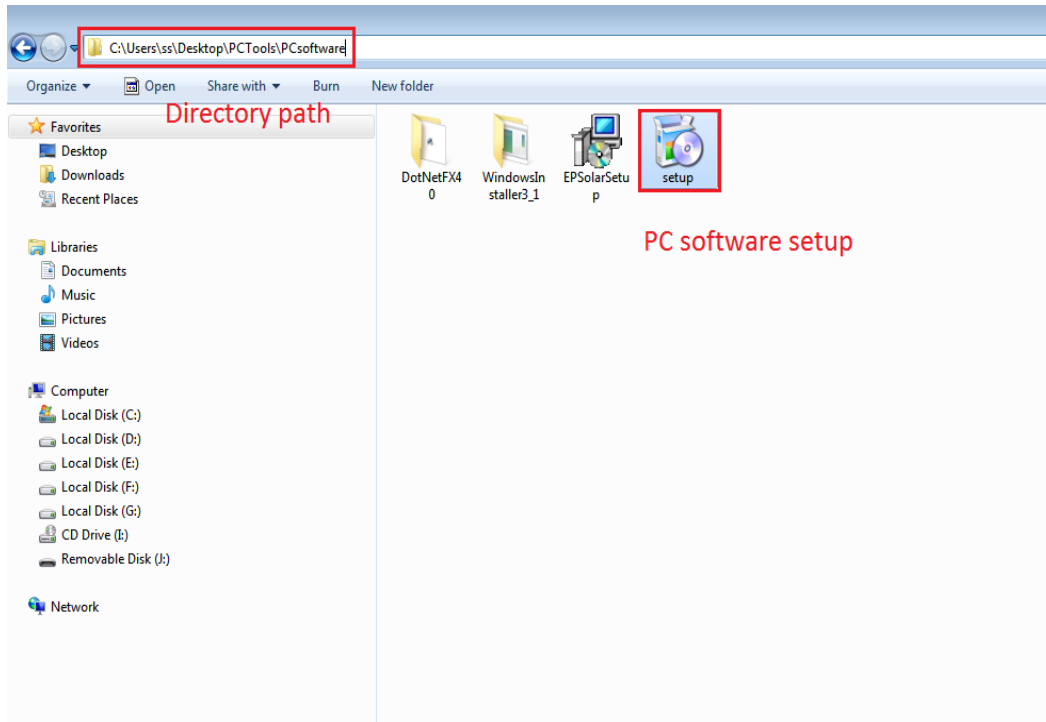 C:\Users\ss\Desktop\PCTools\PCsoftware
Organize
Open
Share with
Burn
New folder
Directory path
Favorites
Desktop
Downloads
Recent Places
Libraries
Documents
Music
Pictures
Videos
Computer
Local Disk (C:)
Local Disk (D:)
Local Disk (E:)
Local Disk (F:)
Local Disk (G:)
CD Drive (I:)
Removable Disk (J:)
Network
DotNetFX4
0
WindowsIn
staller3_1
EPSolarSetu
p
setup
PC software setup